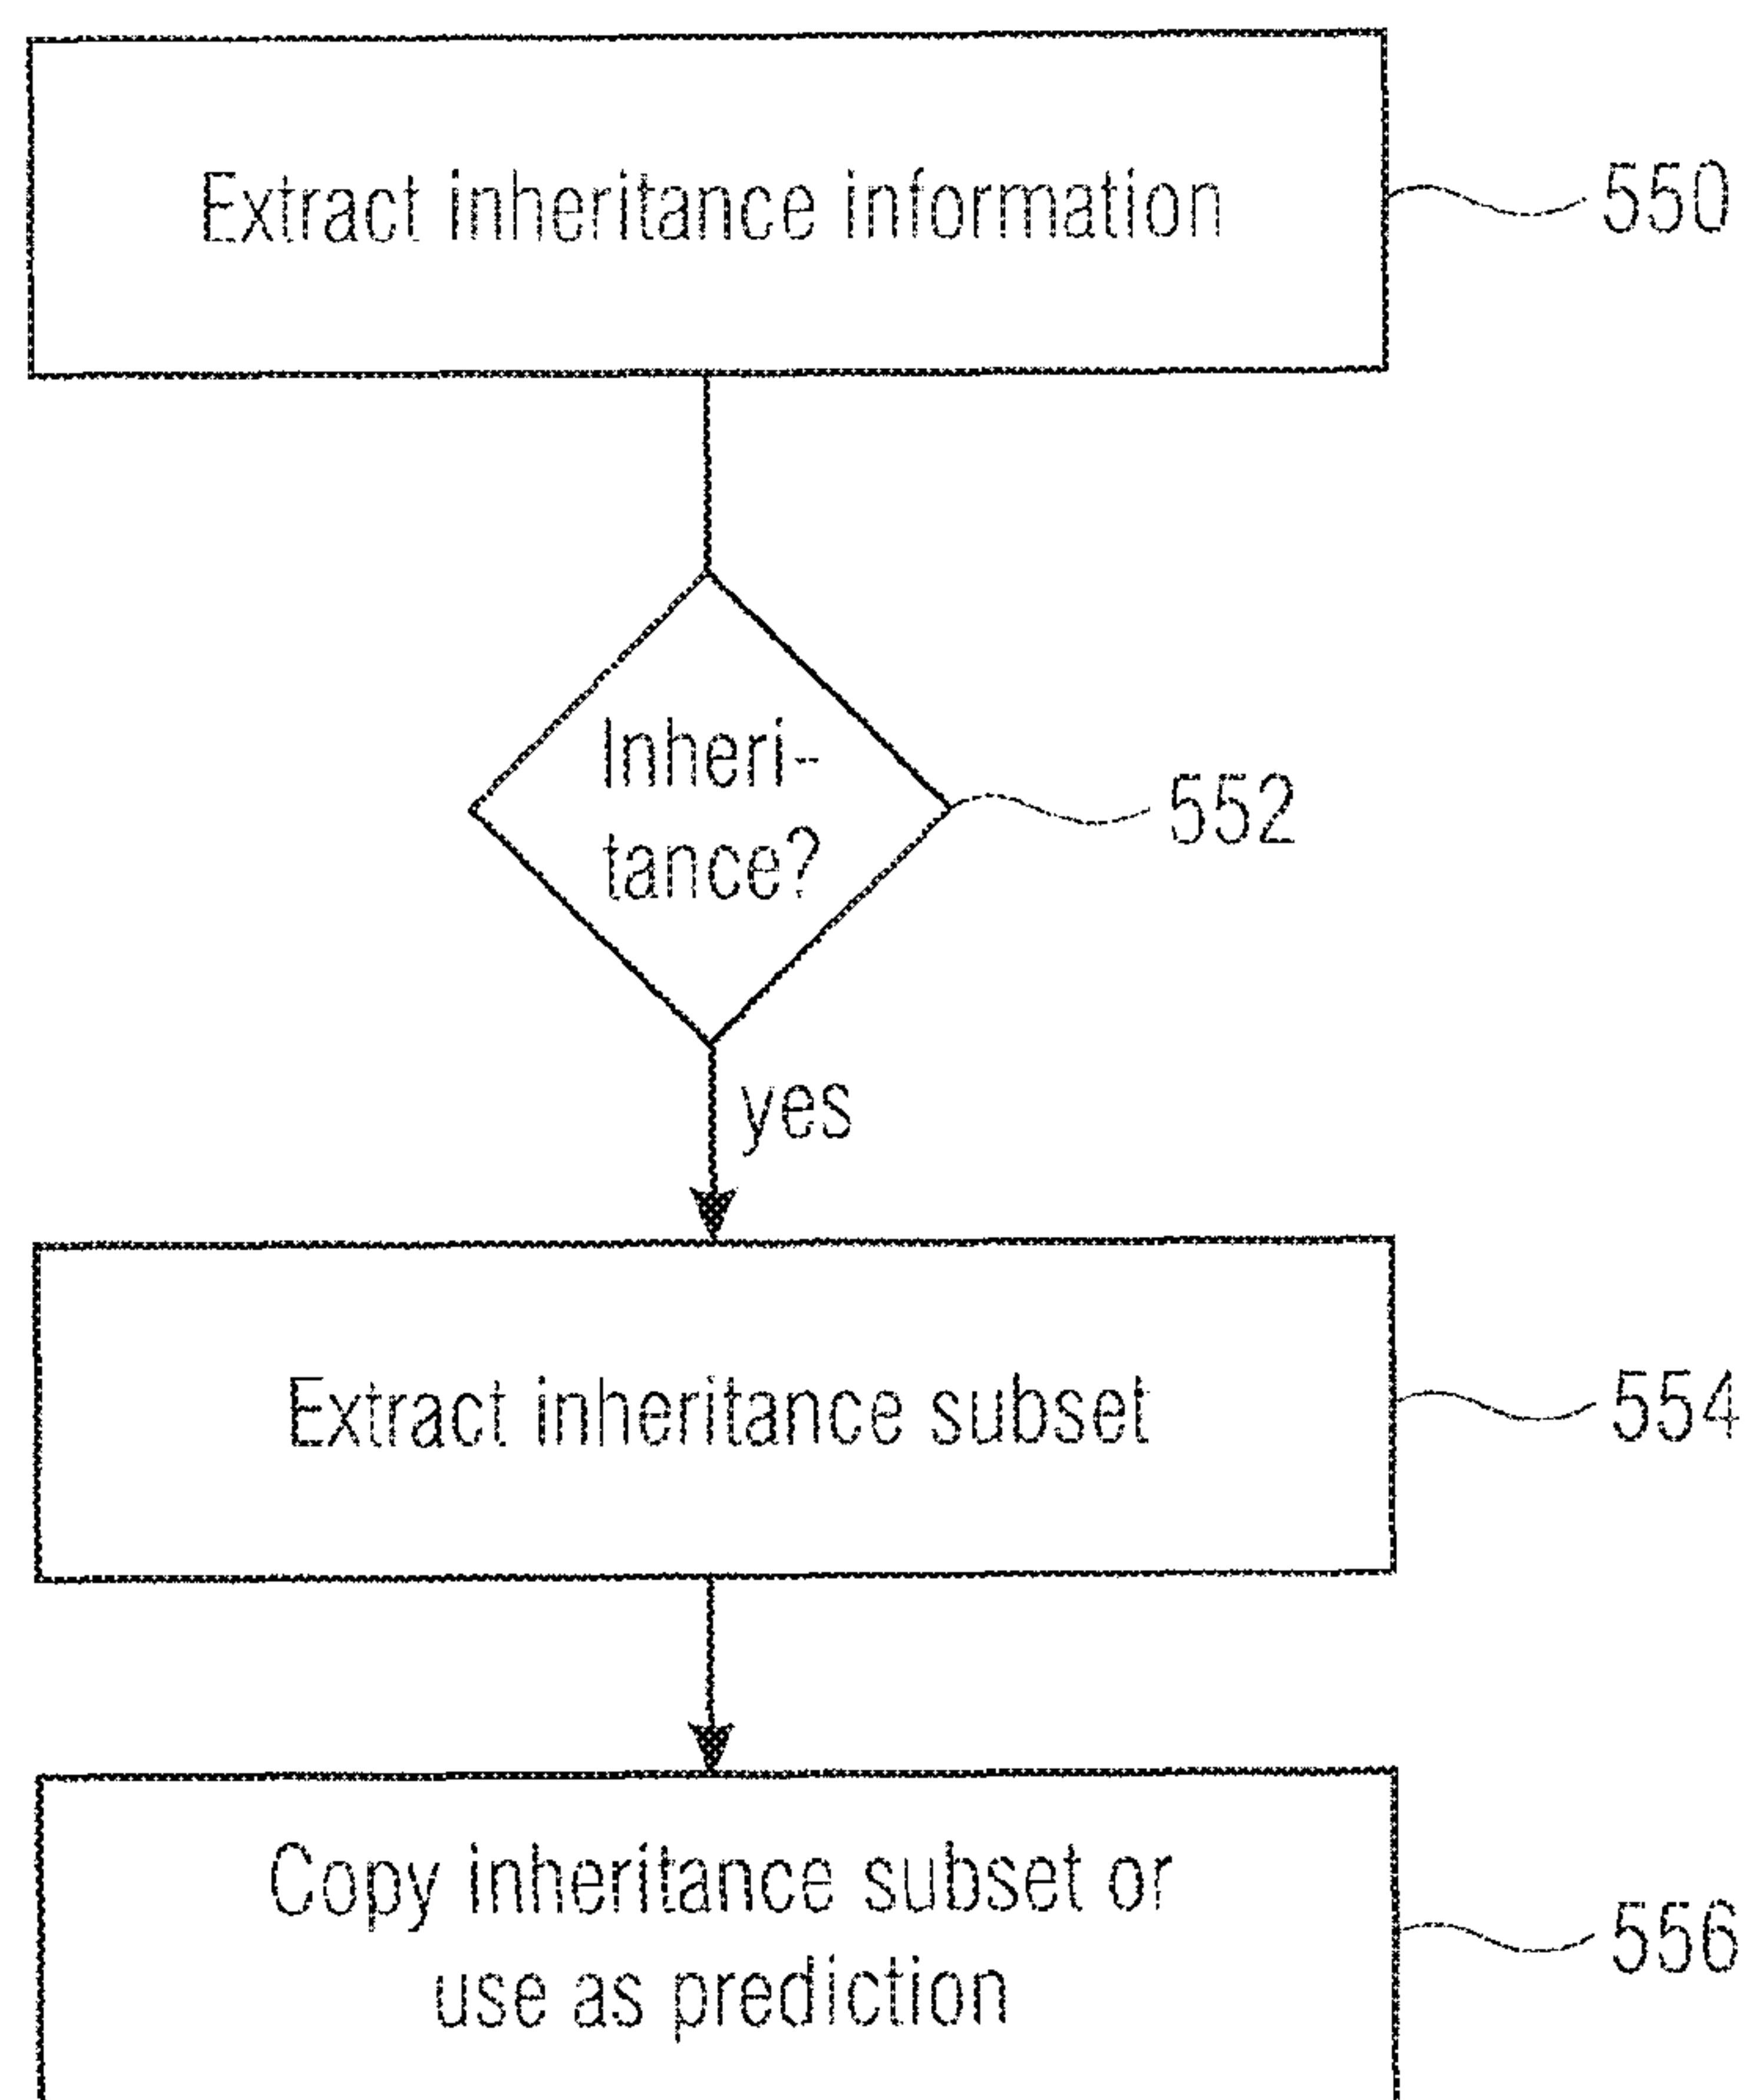 Extract inheritance information
550
Inheri-
tance?
552
yes
Extract inheritance subset
554
Copy inheritance subset or
use as prediction
556